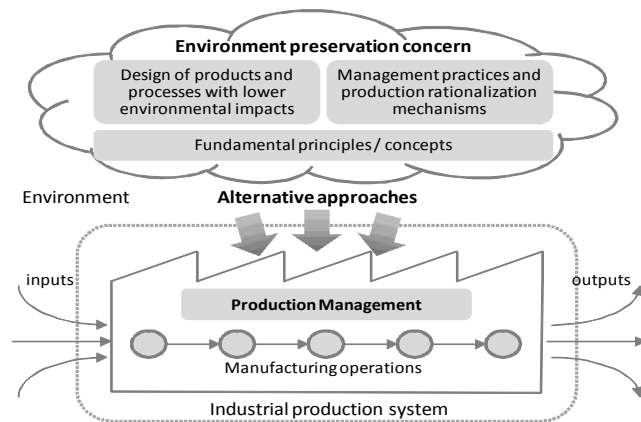 Environment preservation concern
Design of products and
processes with lower
environmental impacts
Management practices and
production rationalization
mechanisms
Fundamental principles / concepts
Environment
Alternative approaches
inputs
outputs
Production Management
Manufacturing operations
Industrial production system